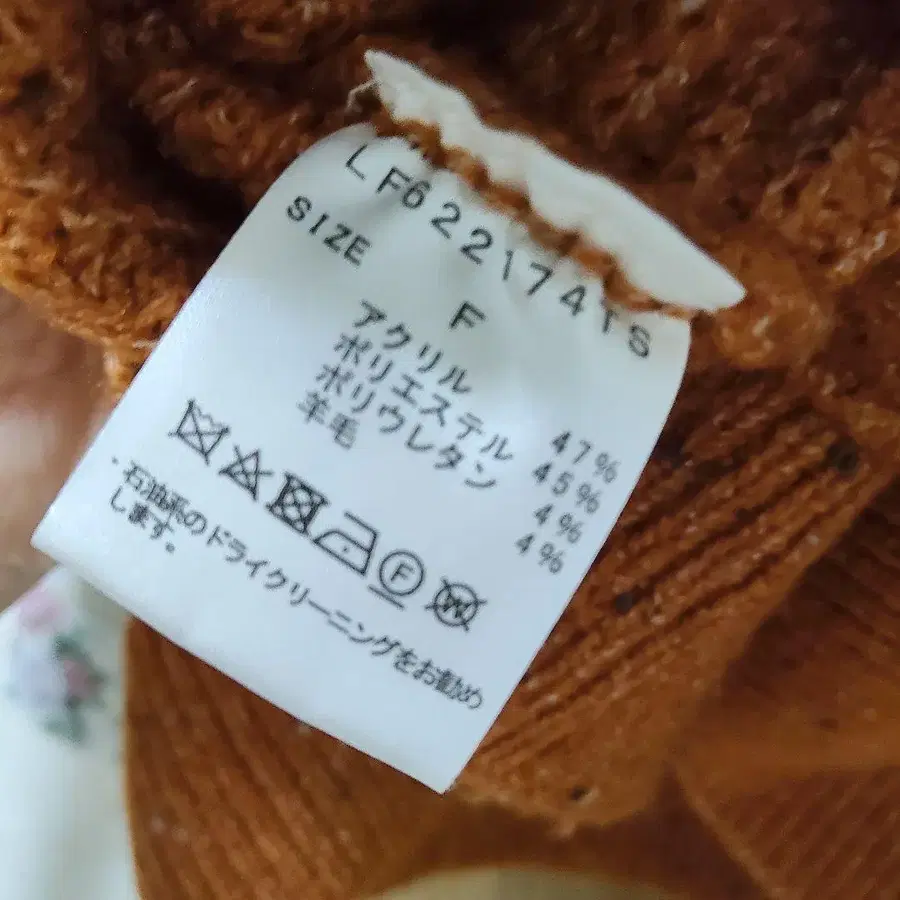 LF622174TS
SIZE F
アクリル 47%
ポリエステル 45%
ポリウレタン 4%
羊毛 4%
F W
・石油系のドライクリーニングをお勧め
します。